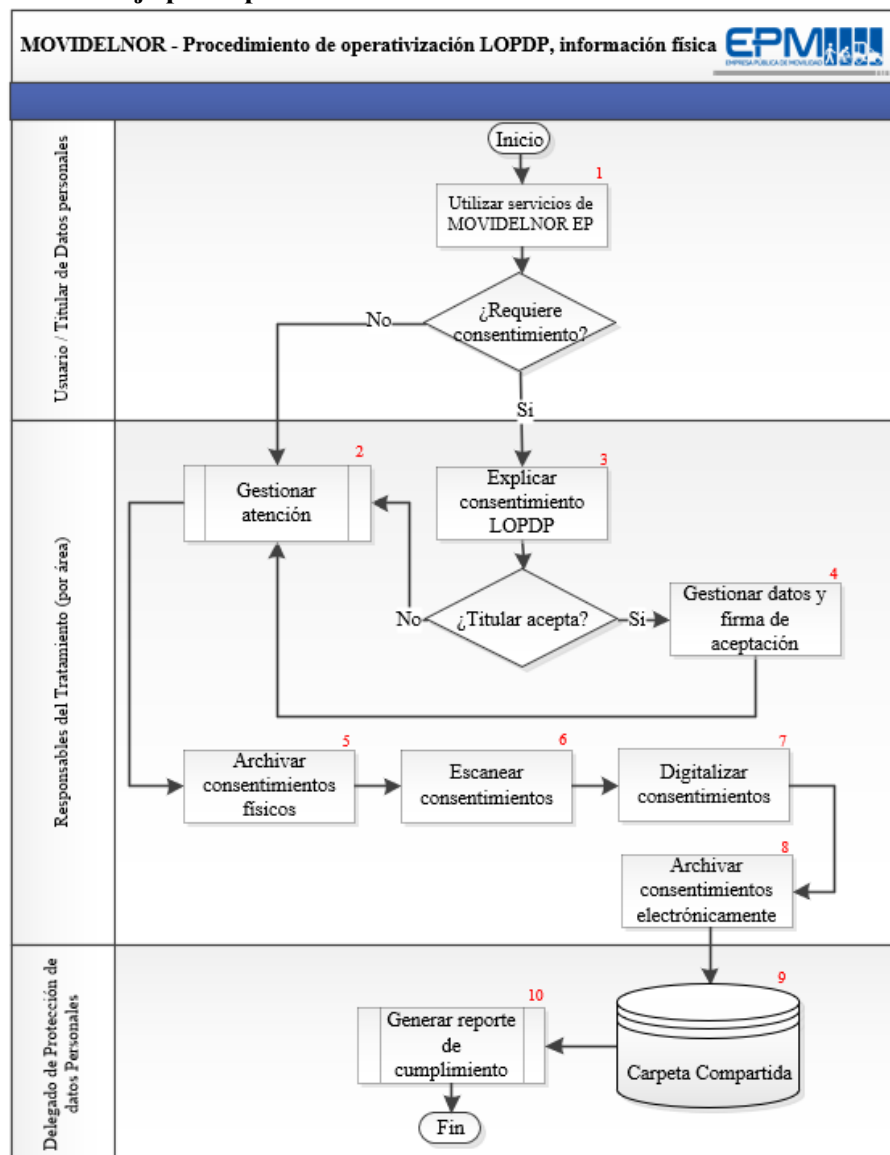 MOVIDELNOR - Procedimiento de operativización LOPDP, información física
EPM
EMPRESA PÚBLICA DE MOVILIDAD
Usuario / Titular de Datos personales
Inicio
1
Utilizar servicios de
MOVIDELNOR EP
¿Requiere
consentimiento?
No
Si
Responsables del Tratamiento (por área)
2
Gestionar
atención
3
Explicar
consentimiento
LOPDP
¿Titular acepta?
No
Si
4
Gestionar datos y
firma de
aceptación
5
Archivar
consentimientos
físicos
6
Escanear
consentimientos
7
Digitalizar
consentimientos
8
Archivar
consentimientos
electrónicamente
Delegado de Protección de
datos Personales
9
Carpeta Compartida
10
Generar reporte
de
cumplimiento
Fin